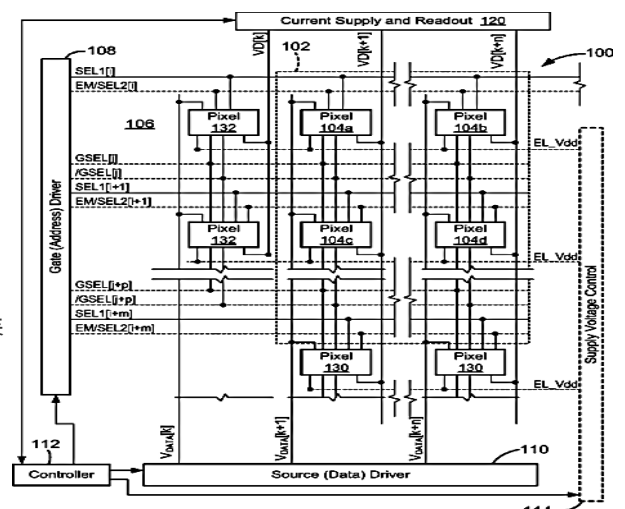 Current Supply and Readout 120
108
VD[k]
VD[k+1]
VD[k+n]
102
100
SEL1[i]
EM/SEL2[i]
106
Pixel
132
Pixel
104a
Pixel
104b
EL_Vdd
GSEL[j]
/GSEL[j]
SEL1[i+1]
EM/SEL2[i+1]
Pixel
132
Pixel
104c
Pixel
104d
EL_Vdd
Gate (Address) Driver
Supply Voltage Control
GSEL[j+p]
/GSEL[j+p]
SEL1[i+m]
EM/SEL2[i+m]
Pixel
130
Pixel
130
EL_Vdd
VDATA[k]
VDATA[k+1]
VDATA[k+n]
112
110
Controller
Source (Data) Driver